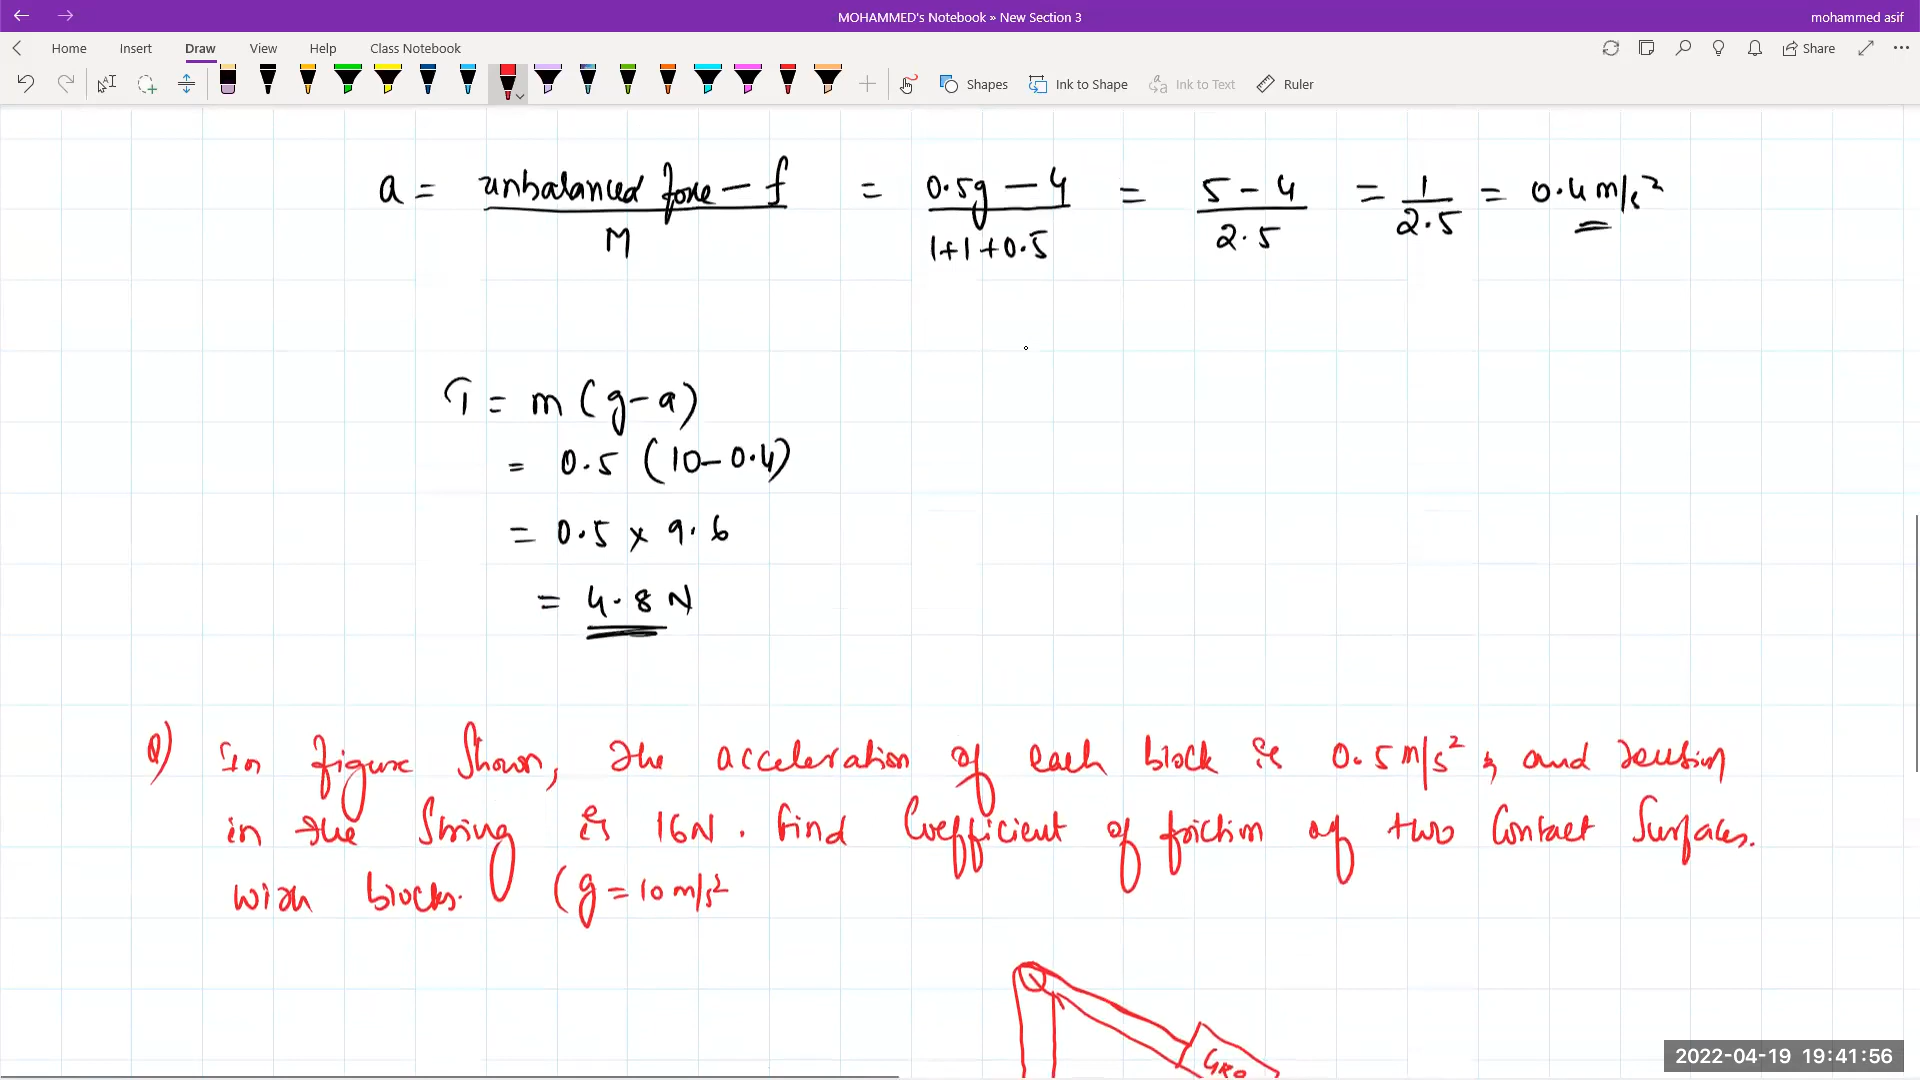 MOHAMMED's Notebook » New Section 3
mohammed asif
Home Insert Draw View Help Class Notebook
Share
Shapes Ink to Shape Ink to Text Ruler
a = unbalanced force - f / M = 0.5g - 4 / 1+1+0.5 = 5 - 4 / 2.5 = 1 / 2.5 = 0.4 m/s²
T = m (g-a)
= 0.5 (10-0.4)
= 0.5 x 9.6
= 4.8 N
Q) In figure shown, the acceleration of each block is 0.5 m/s², and tension
in the string is 16N. Find Coefficient of friction of two Contact Surfaces.
with blocks. (g = 10 m/s²
2022-04-19 19:41:56